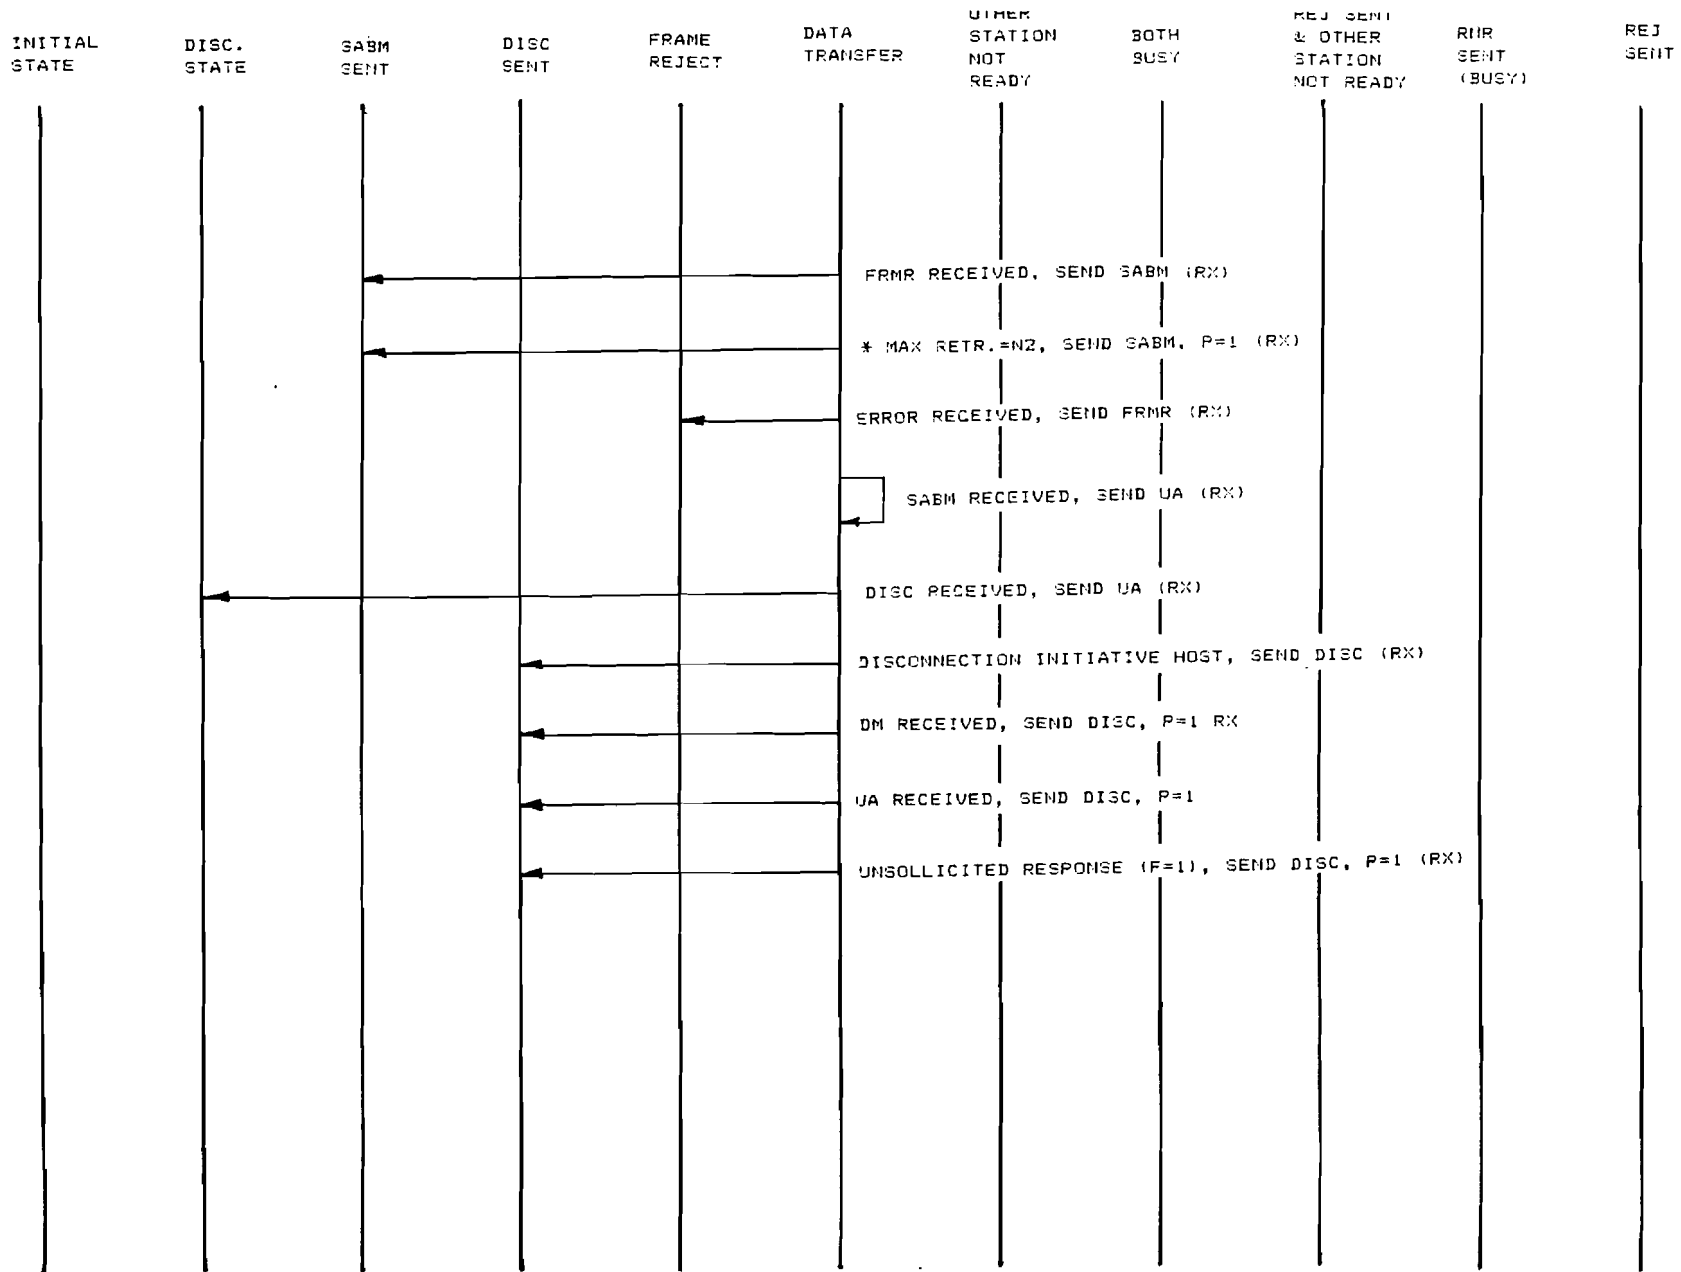 INITIAL
STATE
DISC.
STATE
SABM
SENT
DISC
SENT
FRAME
REJECT
DATA
TRANSFER
OTHER
STATION
NOT
READY
BOTH
BUSY
REJ SENT
& OTHER
STATION
NOT READY
RNR
SENT
(BUSY)
REJ
SENT
FRMR RECEIVED, SEND SABM (RX)
* MAX RETR.=N2, SEND SABM, P=1 (RX)
ERROR RECEIVED, SEND FRMR (RX)
SABM RECEIVED, SEND UA (RX)
DISC RECEIVED, SEND UA (RX)
DISCONNECTION INITIATIVE HOST, SEND DISC (RX)
DM RECEIVED, SEND DISC, P=1 RX
UA RECEIVED, SEND DISC, P=1
UNSOLLICITED RESPONSE (F=1), SEND DISC, P=1 (RX)